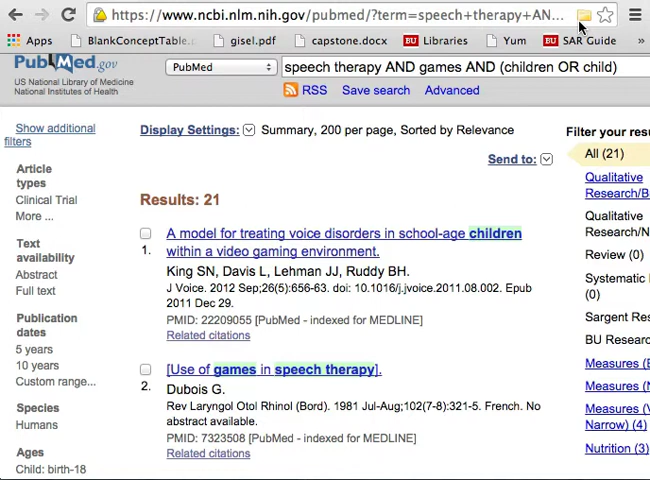 https://www.ncbi.nlm.nih.gov/pubmed/?term=speech+therapy+AN...
Apps BlankConceptTable. gisel.pdf capstone.docx BU Libraries Yum BU SAR Guide
PubMed.gov
US National Library of Medicine
National Institutes of Health
PubMed
speech therapy AND games AND (children OR child)
RSS Save search Advanced
Show additional
filters
Article
types
Clinical Trial
More ...
Text
availability
Abstract
Full text
Publication
dates
5 years
10 years
Custom range...
Species
Humans
Ages
Child: birth-18
Display Settings: Summary, 200 per page, Sorted by Relevance
Send to:
Results: 21
1.
A model for treating voice disorders in school-age children
within a video gaming environment.
King SN, Davis L, Lehman JJ, Ruddy BH.
J Voice. 2012 Sep;26(5):656-63. doi: 10.1016/j.jvoice.2011.08.002. Epub
2011 Dec 29.
PMID: 22209055 [PubMed - indexed for MEDLINE]
Related citations
2.
[Use of games in speech therapy].
Dubois G.
Rev Laryngol Otol Rhinol (Bord). 1981 Jul-Aug;102(7-8):321-5. French. No
abstract available.
PMID: 7323508 [PubMed - indexed for MEDLINE]
Related citations
Filter your resu
All (21)
Qualitative
Research/B
Qualitative
Research/N
Review (0)
Systematic
(0)
Sargent Res
BU Researc
Measures (B
Measures (N
Measures (V
Narrow) (4)
Nutrition (3)